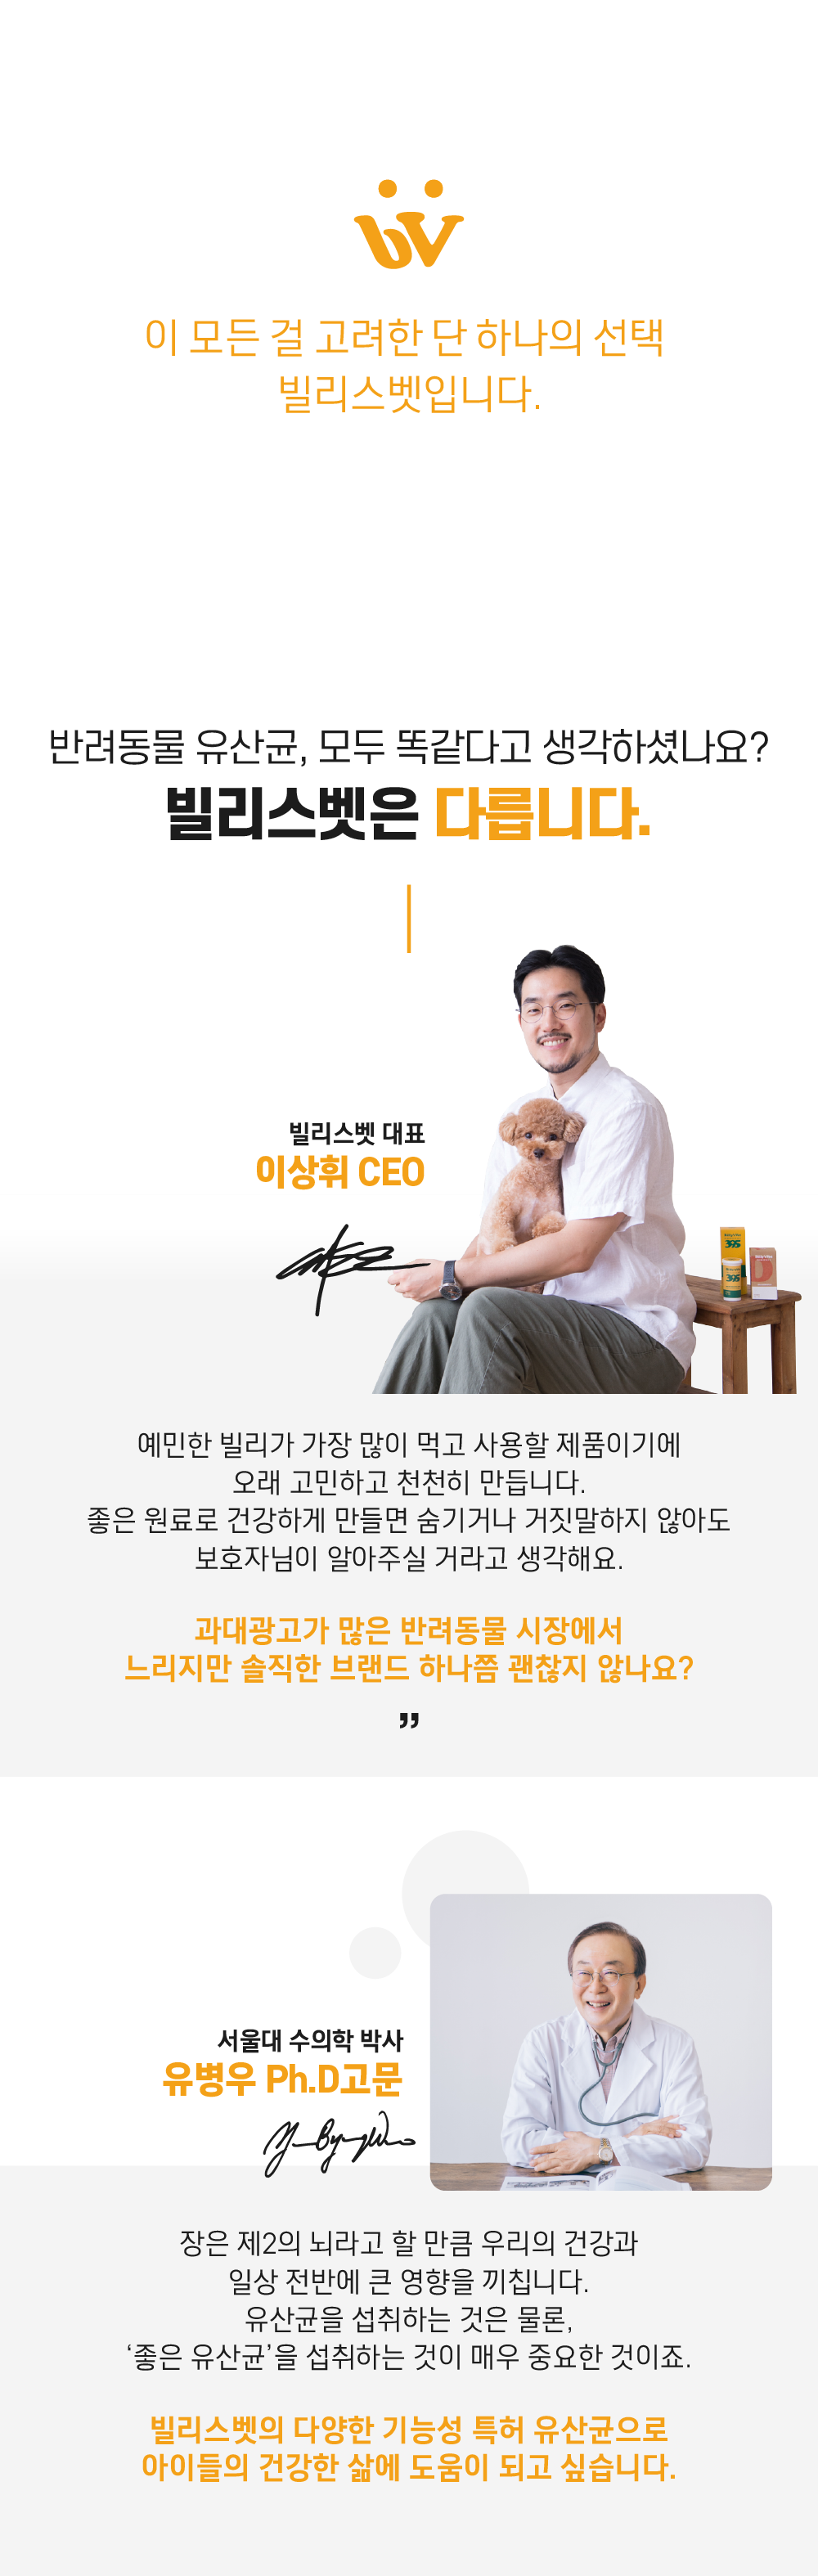 이 모든 걸 고려한 단 하나의 선택
빌리스벳입니다.
반려동물 유산균, 모두 똑같다고 생각하셨나요?
빌리스벳은 다릅니다.
빌리스벳 대표
이상휘 CEO
395
395
예민한 빌리가 가장 많이 먹고 사용할 제품이기에
오래 고민하고 천천히 만듭니다.
좋은 원료로 건강하게 만들면 숨기거나 거짓말하지 않아도
보호자님이 알아주실 거라고 생각해요.
과대광고가 많은 반려동물 시장에서
느리지만 솔직한 브랜드 하나쯤 괜찮지 않나요?
”
서울대 수의학 박사
유병우 Ph.D고문
장은 제2의 뇌라고 할 만큼 우리의 건강과
일상 전반에 큰 영향을 끼칩니다.
유산균을 섭취하는 것은 물론,
‘좋은 유산균’을 섭취하는 것이 매우 중요한 것이죠.
빌리스벳의 다양한 기능성 특허 유산균으로
아이들의 건강한 삶에 도움이 되고 싶습니다.